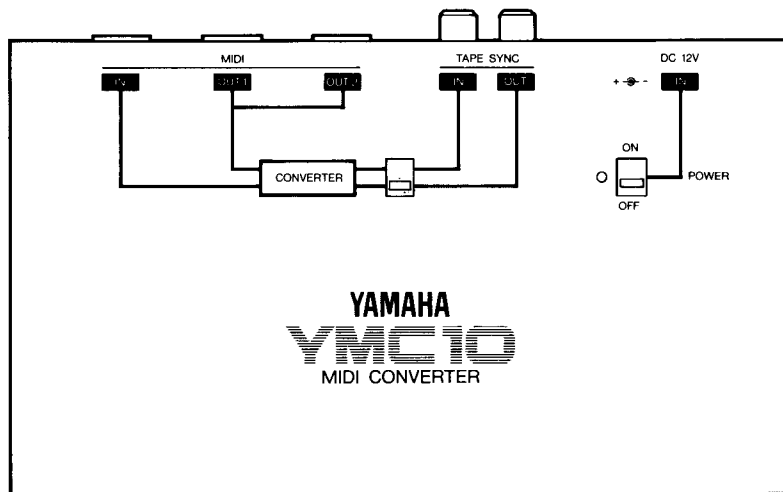 MIDI
TAPE SYNC
DC 12V
IN
OUT 1
OUT 2
IN
OUT
+ -
IN
ON
CONVERTER
POWER
OFF
YAMAHA
YMC10
MIDI CONVERTER